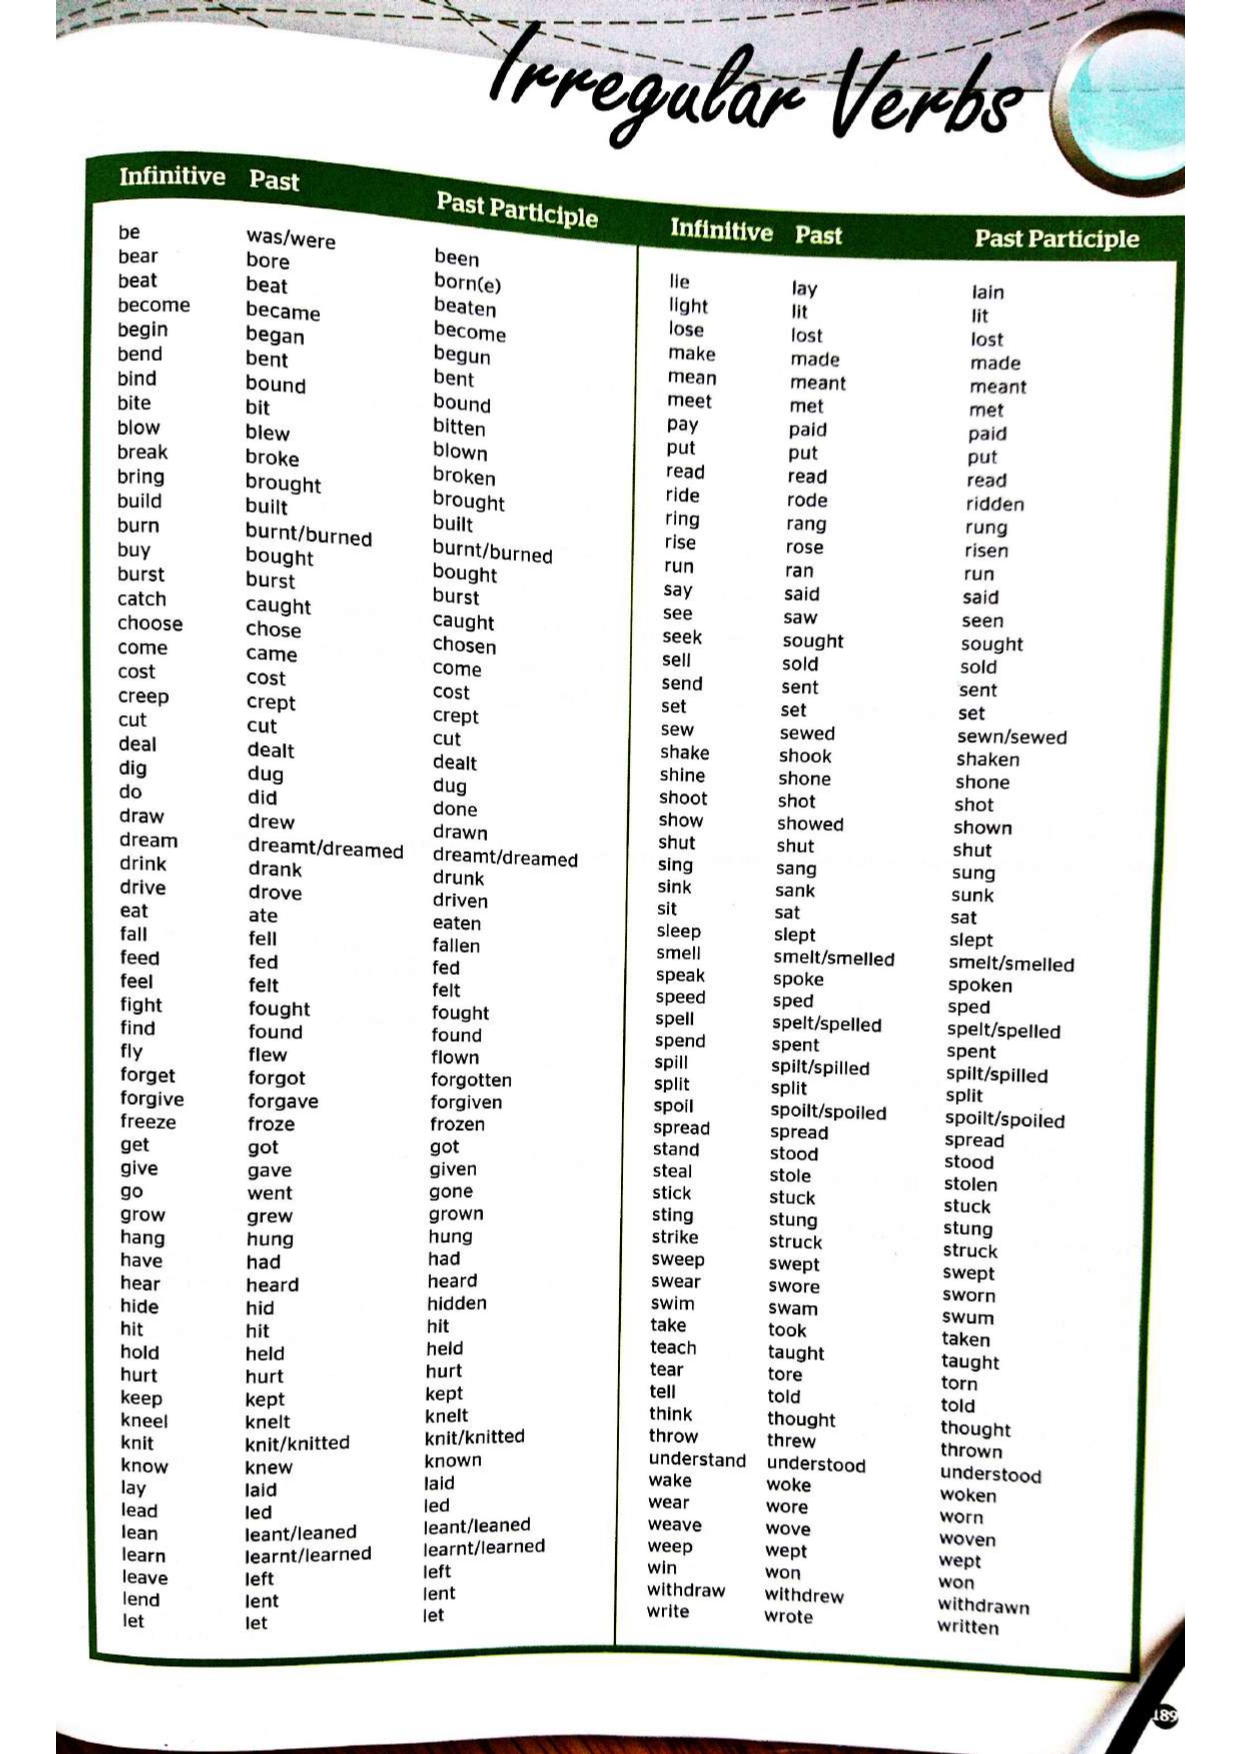 Irregular Verbs
Infinitive Past Past Participle
be was/were been
bear bore born(e)
beat beat beaten
become became become
begin began begun
bend bent bent
bind bound bound
bite bit bitten
blow blew blown
break broke broken
bring brought brought
build built built
burn burnt/burned burnt/burned
buy bought bought
burst burst burst
catch caught caught
choose chose chosen
come came come
cost cost cost
creep crept crept
cut cut cut
deal dealt dealt
dig dug dug
do did done
draw drew drawn
dream dreamt/dreamed dreamt/dreamed
drink drank drunk
drive drove driven
eat ate eaten
fall fell fallen
feed fed fed
feel felt felt
fight fought fought
find found found
fly flew flown
forget forgot forgotten
forgive forgave forgiven
freeze froze frozen
get got got
give gave given
go went gone
grow grew grown
hang hung hung
have had had
hear heard heard
hide hid hidden
hit hit hit
hold held held
hurt hurt hurt
keep kept kept
kneel knelt knelt
knit knit/knitted knit/knitted
know knew known
lay laid laid
lead led led
lean leant/leaned leant/leaned
learn learnt/learned learnt/learned
leave left left
lend lent lent
let let let
Infinitive Past Past Participle
lie lay lain
light lit lit
lose lost lost
make made made
mean meant meant
meet met met
pay paid paid
put put put
read read read
ride rode ridden
ring rang rung
rise rose risen
run ran run
say said said
see saw seen
seek sought sought
sell sold sold
send sent sent
set set set
sew sewed sewn/sewed
shake shook shaken
shine shone shone
shoot shot shot
show showed shown
shut shut shut
sing sang sung
sink sank sunk
sit sat sat
sleep slept slept
smell smelt/smelled smelt/smelled
speak spoke spoken
speed sped sped
spell spelt/spelled spelt/spelled
spend spent spent
spill spilt/spilled spilt/spilled
split split split
spoil spoilt/spoiled spoilt/spoiled
spread spread spread
stand stood stood
steal stole stolen
stick stuck stuck
sting stung stung
strike struck struck
sweep swept swept
swear swore sworn
swim swam swum
take took taken
teach taught taught
tear tore torn
tell told told
think thought thought
throw threw thrown
understand understood understood
wake woke woken
wear wore worn
weave wove woven
weep wept wept
win won won
withdraw withdrew withdrawn
write wrote written
189